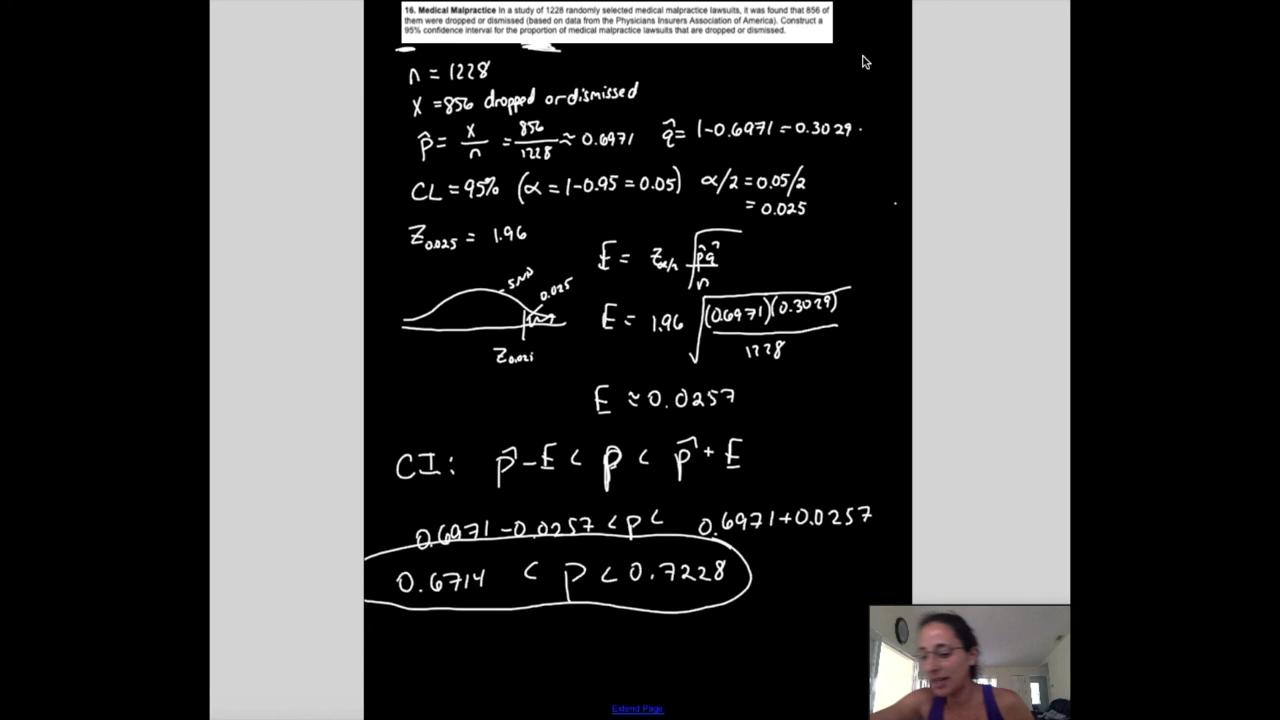 16. Medical Malpractice In a study of 1228 randomly selected medical malpractice lawsuits, it was found that 856 of
them were dropped or dismissed (based on data from the Physicians Insurers Association of America). Construct a
95% confidence interval for the proportion of medical malpractice lawsuits that are dropped or dismissed.
n = 1228
X = 856 dropped or dismissed
p̂ = x/n = 856/1228 ≈ 0.6971 q̂ = 1-0.6971 = 0.3029.
CL = 95% (α = 1-0.95 = 0.05) α/2 = 0.05/2
= 0.025
Z0.025 = 1.96
SND
0.025
Z0.025
E = Zα/2 √p̂q̂/n
E = 1.96 √(0.6971)(0.3029)/1228
E ≈ 0.0257
CI: p̂ - E < p < p̂ + E
0.6971 - 0.0257 < p < 0.6971 + 0.0257
0.6714 < p < 0.7228
Extend Page